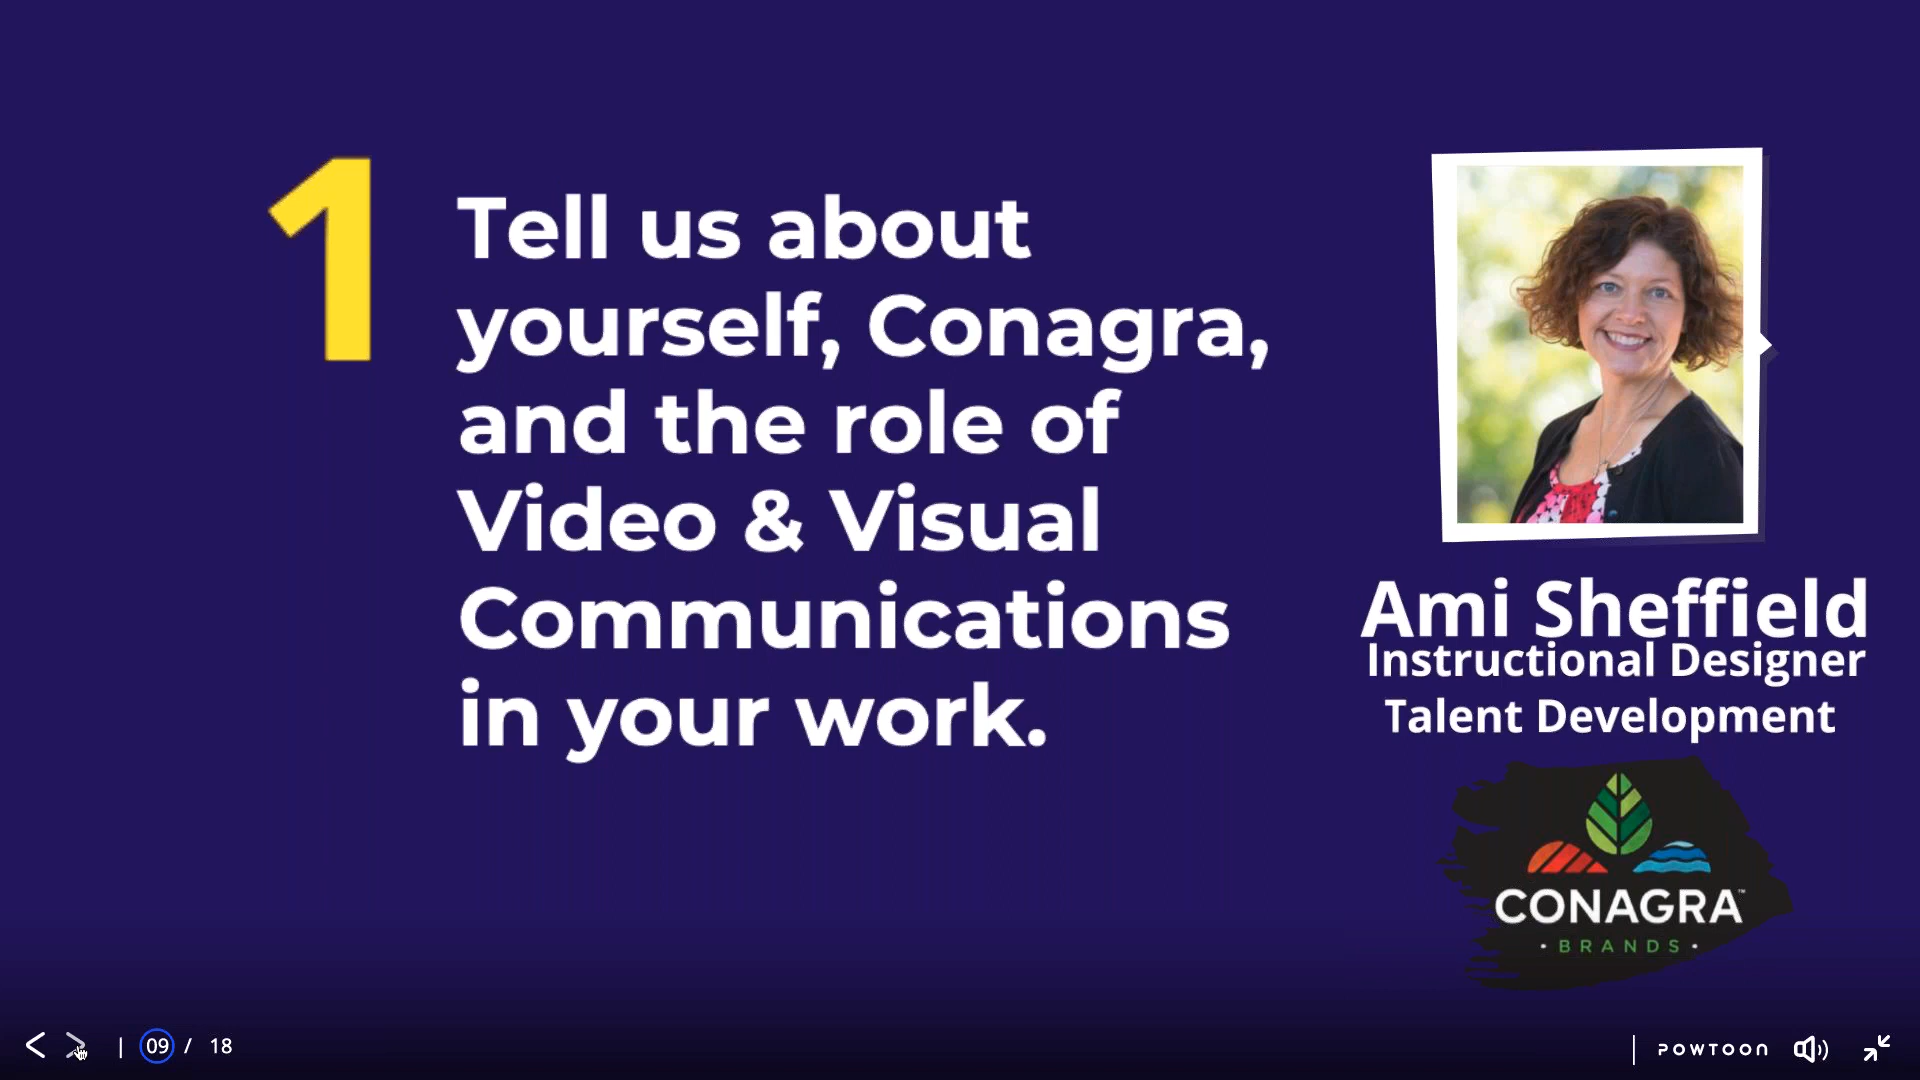 1
Tell us about
yourself, Conagra,
and the role of
Video & Visual
Communications
in your work.
Ami Sheffield
Instructional Designer
Talent Development
CONAGRA™
• BRANDS •
| 09 / 18
| POWTOON